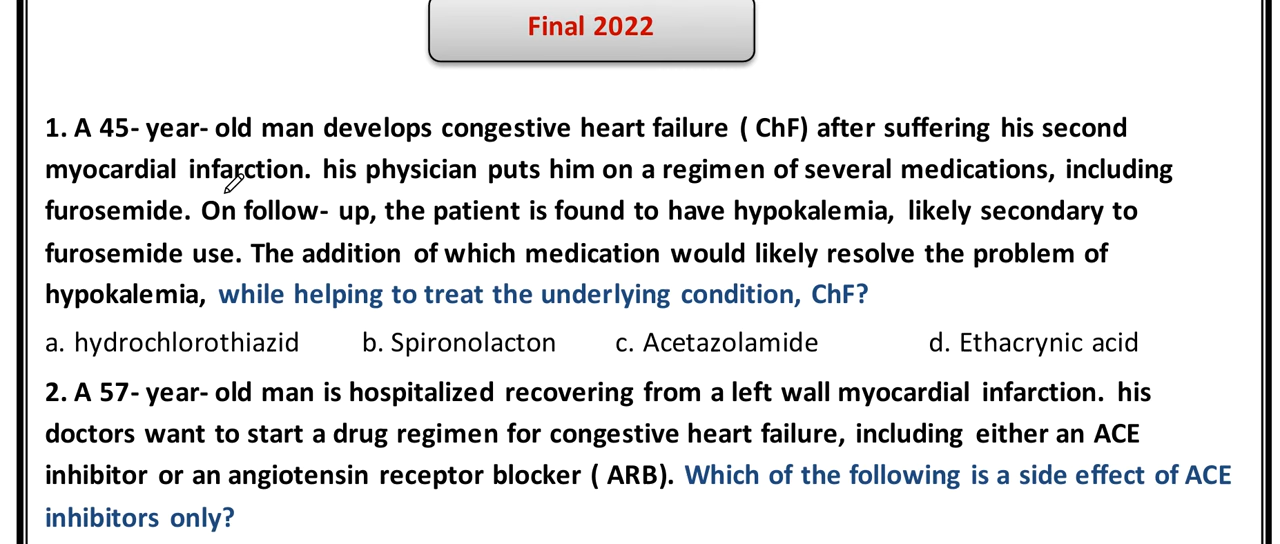 Final 2022
1. A 45- year- old man develops congestive heart failure ( ChF) after suffering his second
myocardial infarction. his physician puts him on a regimen of several medications, including
furosemide. On follow- up, the patient is found to have hypokalemia, likely secondary to
furosemide use. The addition of which medication would likely resolve the problem of
hypokalemia, while helping to treat the underlying condition, ChF?
a. hydrochlorothiazid b. Spironolacton c. Acetazolamide d. Ethacrynic acid
2. A 57- year- old man is hospitalized recovering from a left wall myocardial infarction. his
doctors want to start a drug regimen for congestive heart failure, including either an ACE
inhibitor or an angiotensin receptor blocker ( ARB). Which of the following is a side effect of ACE
inhibitors only?